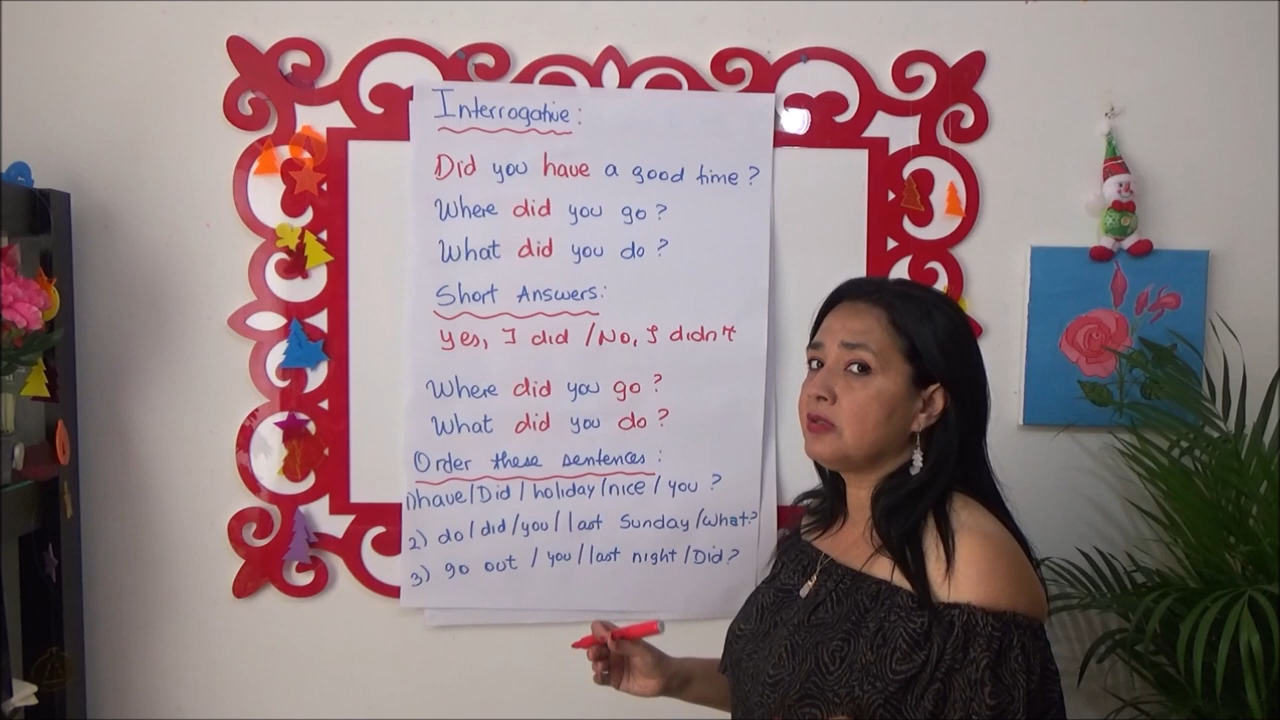 Interrogative:
Did you have a good time?
Where did you go?
What did you do?
Short Answers:
Yes, I did / No, I didn't
Where did you go?
What did you do?
Order these sentences:
1) have / Did / holiday / nice / you ?
2) do / did / you / last Sunday / What?
3) go out / you / last night / Did?